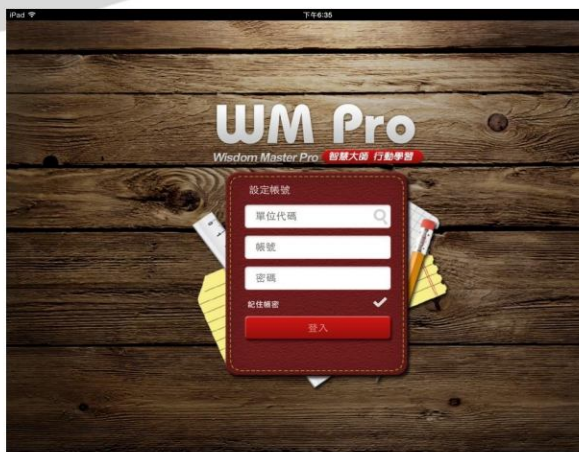 iPad 下午6:35
WM Pro
Wisdom Master Pro 智慧大師 行動學習
設定帳號
單位代碼
帳號
密碼
記住帳密
登入